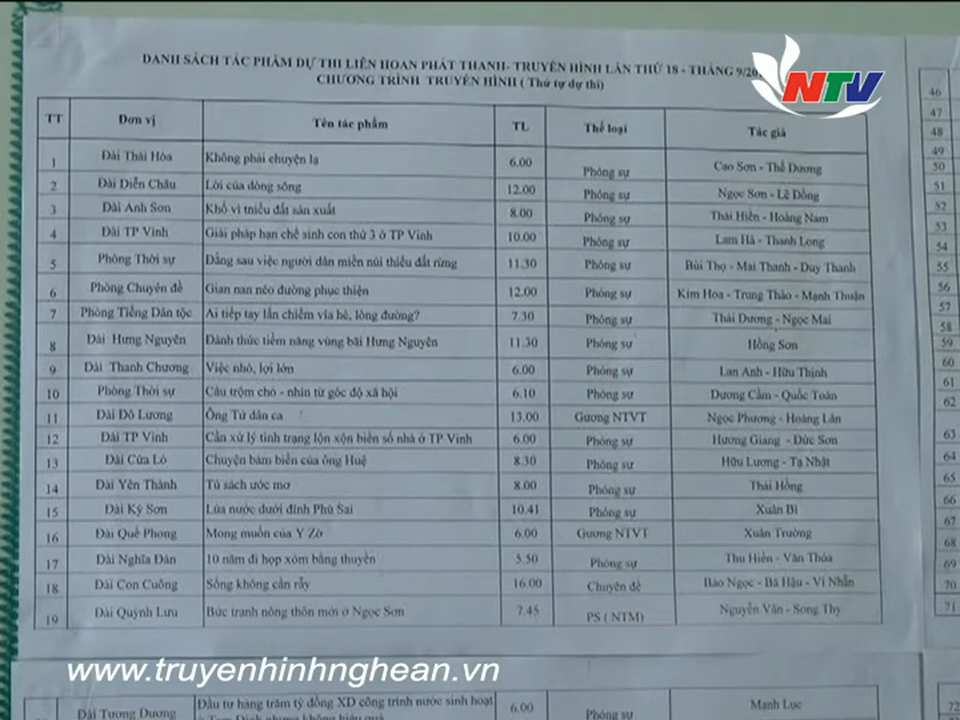 DANH SÁCH TÁC PHẨM DỰ THI LIÊN HOAN PHÁT THANH- TRUYỀN HÌNH LẦN THỨ 18 - THÁNG 9/20
CHƯƠNG TRÌNH TRUYỀN HÌNH ( Thứ tự dự thi)
NTV
TT Đơn vị Tên tác phẩm TL Thể loại Tác giả
1 Đài Thái Hòa Không phải chuyện lạ 6.00 Phóng sự Cao Sơn - Thế Dương
2 Đài Diễn Châu Lời của dòng sông 12.00 Phóng sự Ngọc Sơn - Lê Đồng
3 Đài Anh Sơn Khổ vì thiếu đất sản xuất 8.00 Phóng sự Thái Hiền - Hoàng Nam
4 Đài TP Vinh Giải pháp hạn chế sinh con thứ 3 ở TP Vinh 10.00 Phóng sự Lam Hà - Thanh Long
5 Phòng Thời sự Đằng sau việc người dân miền núi thiếu đất rừng 11.30 Phóng sự Bùi Thọ - Mai Thanh - Duy Thanh
6 Phòng Chuyên đề Gian nan nẻo đường phục thiện 12.00 Phóng sự Kim Hoa - Trung Thảo - Mạnh Thuận
7 Phòng Tiếng Dân tộc Ai tiếp tay lấn chiếm vỉa hè, lòng đường? 7.30 Phóng sự Thái Dương - Ngọc Mai
8 Đài Hưng Nguyên Đánh thức tiềm năng vùng bãi Hưng Nguyên 11.30 Phóng sự Hồng Sơn
9 Đài Thanh Chương Việc nhỏ, lợi lớn 6.00 Phóng sự Lan Anh - Hữu Thịnh
10 Phòng Thời sự Câu trộm chó - nhìn từ góc độ xã hội 6.10 Phóng sự Dương Cầm - Quốc Toàn
11 Đài Đô Lương Ông Tứ dân ca 13.00 Gương NTVT Ngọc Phương - Hoàng Lân
12 Đài TP Vinh Cần xử lý tình trạng lộn xộn biển số nhà ở TP Vinh 6.00 Phóng sự Hương Giang - Đức Sơn
13 Đài Cửa Lò Chuyện bám biển của ông Huệ 8.30 Phóng sự Hữu Lương - Tạ Nhật
14 Đài Yên Thành Tủ sách ước mơ 8.00 Phóng sự Thái Hồng
15 Đài Kỳ Sơn Lúa nước dưới đỉnh Phù Sai 10.41 Phóng sự Xuân Bi
16 Đài Quế Phong Mong muốn của Y Zớ 6.00 Gương NTVT Xuân Trường
17 Đài Nghĩa Đàn 10 năm đi họp xóm bằng thuyền 5.50 Phóng sự Thu Hiền - Văn Thỏa
18 Đài Con Cuông Sống không cần rẫy 16.00 Chuyên đề Bảo Ngọc - Bá Hậu - Vi Nhẫn
19 Đài Quỳnh Lưu Bức tranh nông thôn mới ở Ngọc Sơn 7.45 PS ( NTM) Nguyễn Vân - Song Thy
www.truyenhinhnghean.vn
Đài Tương Dương Đầu tư hàng trăm tỷ đồng XD công trình nước sinh hoạt 6.00 Phóng sự Mạnh Lục
46
47
48
49
50
51
52
53
54
55
56
57
58
59
60
61
62
63
64
65
66
67
68
69
70
71
72